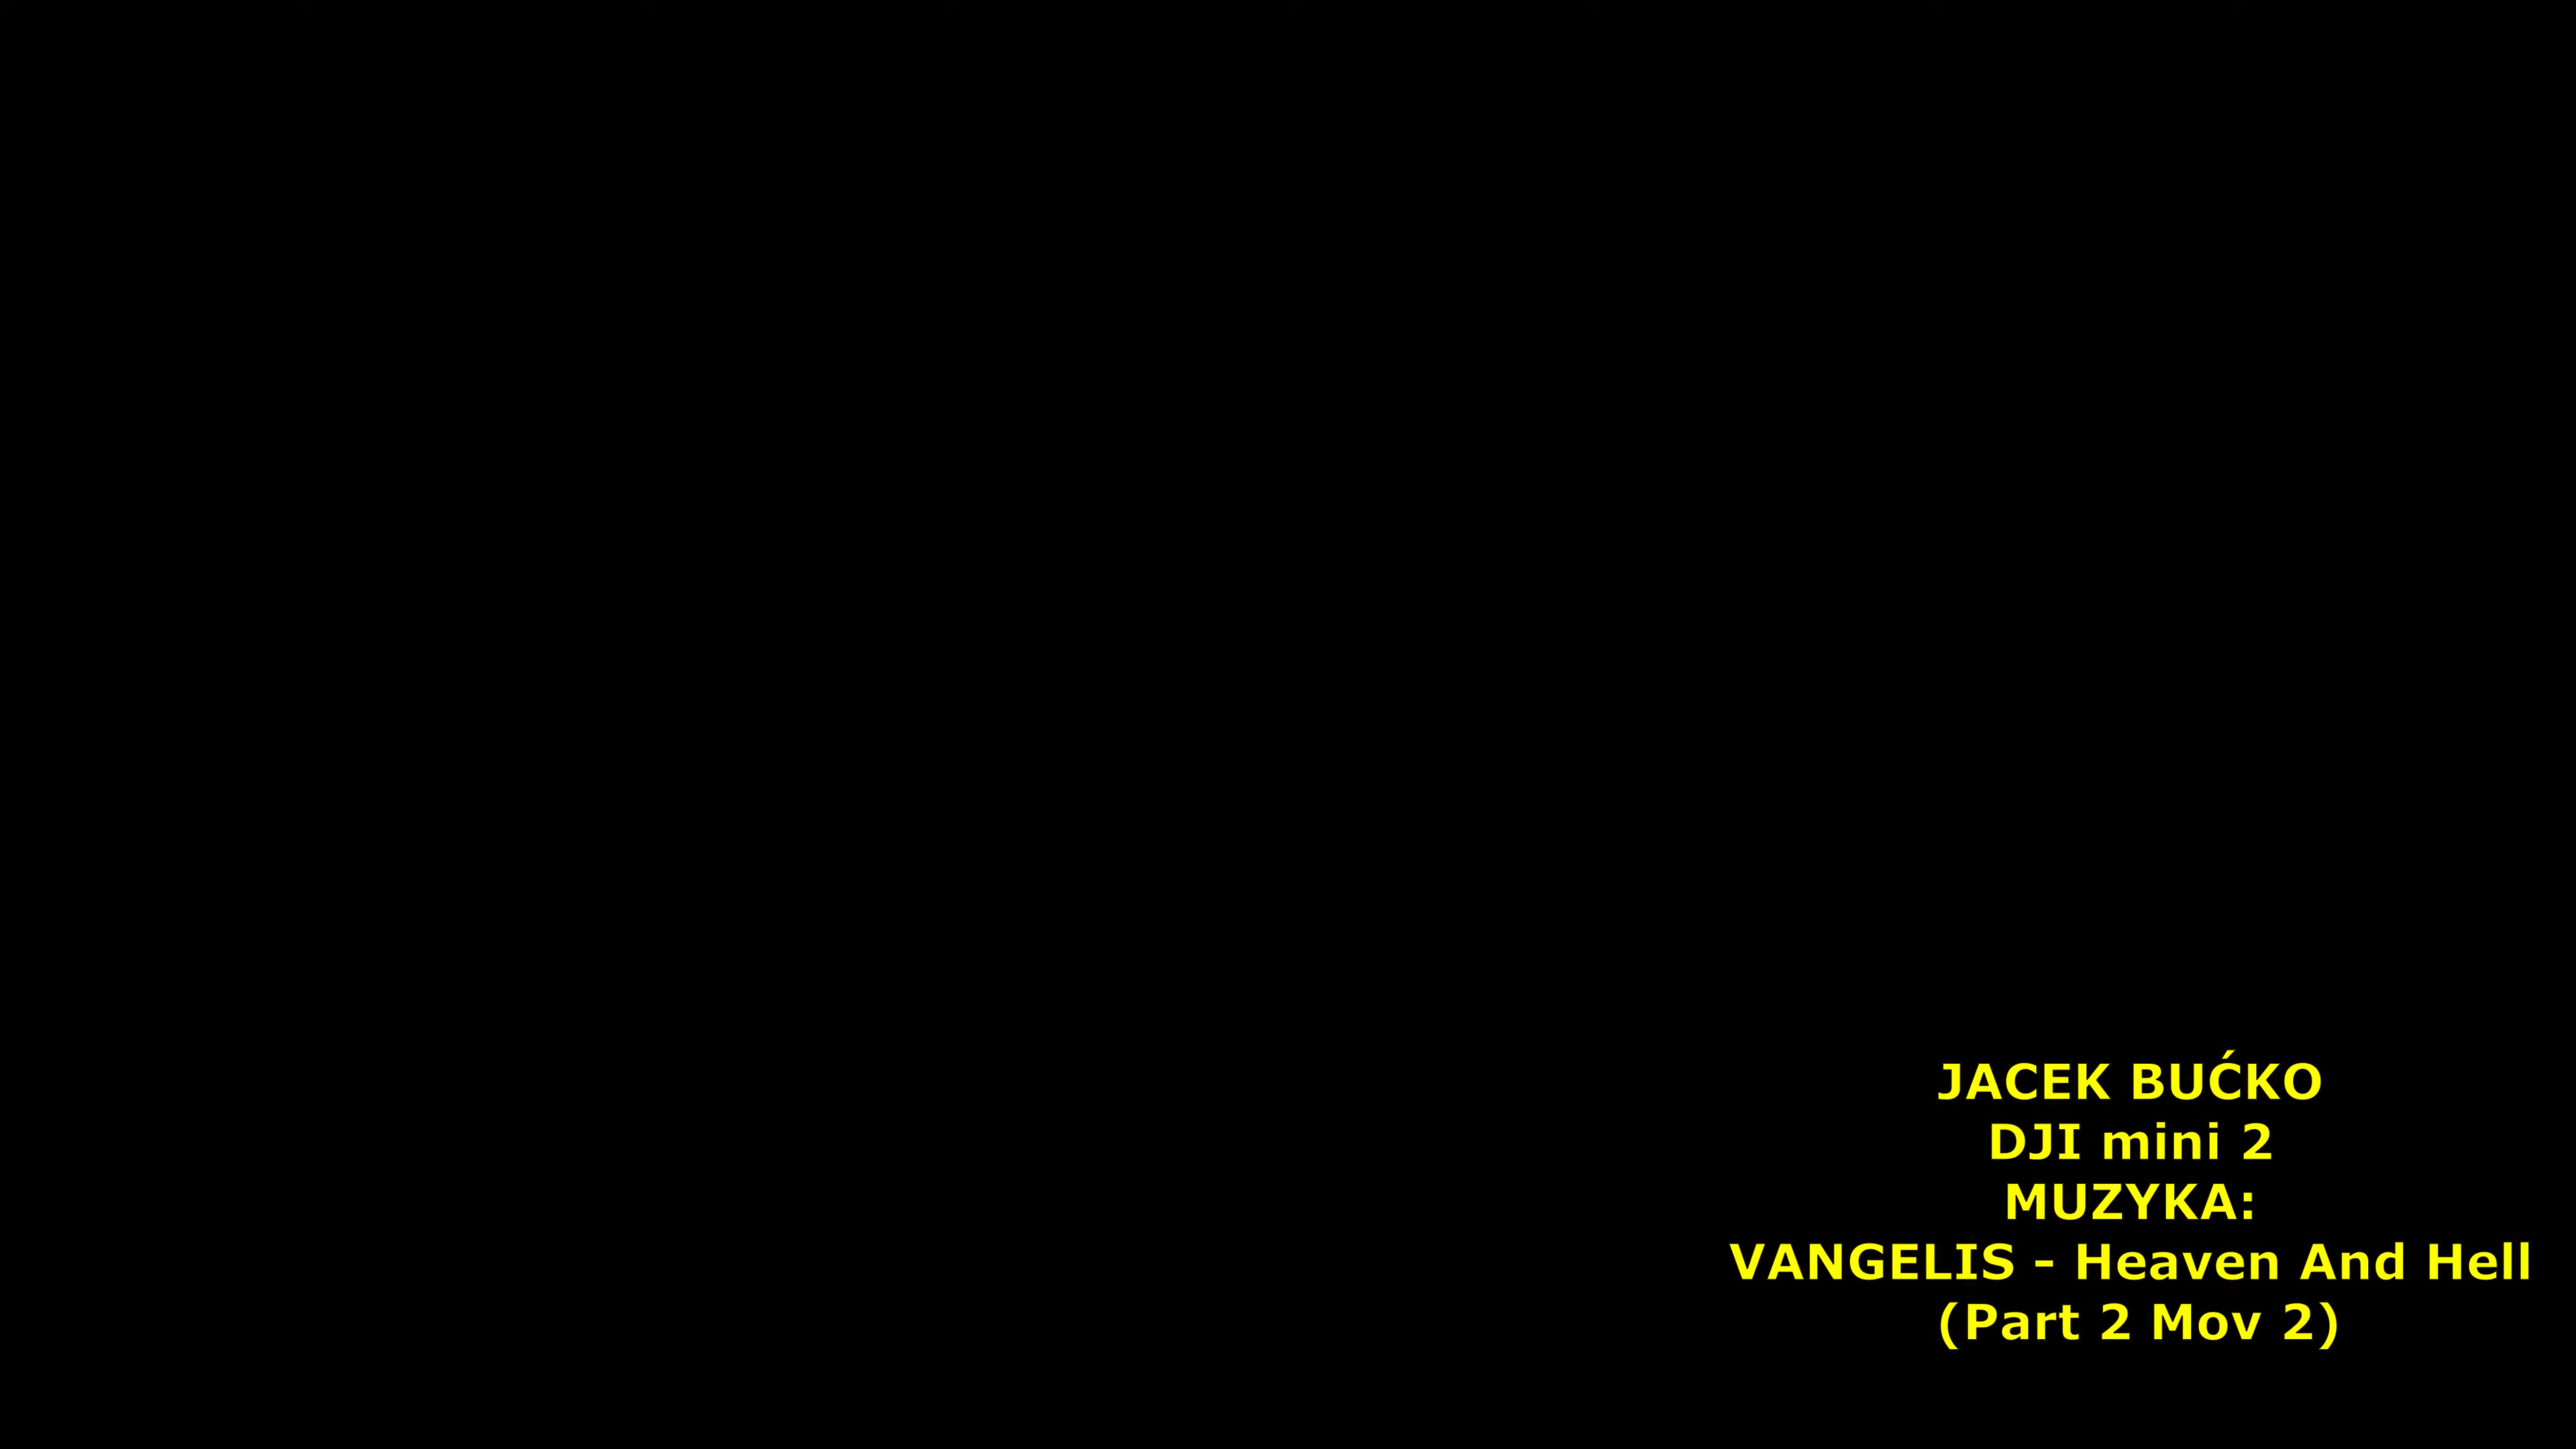 JACEK BUĆKO
DJI mini 2
MUZYKA:
VANGELIS - Heaven And Hell
(Part 2 Mov 2)